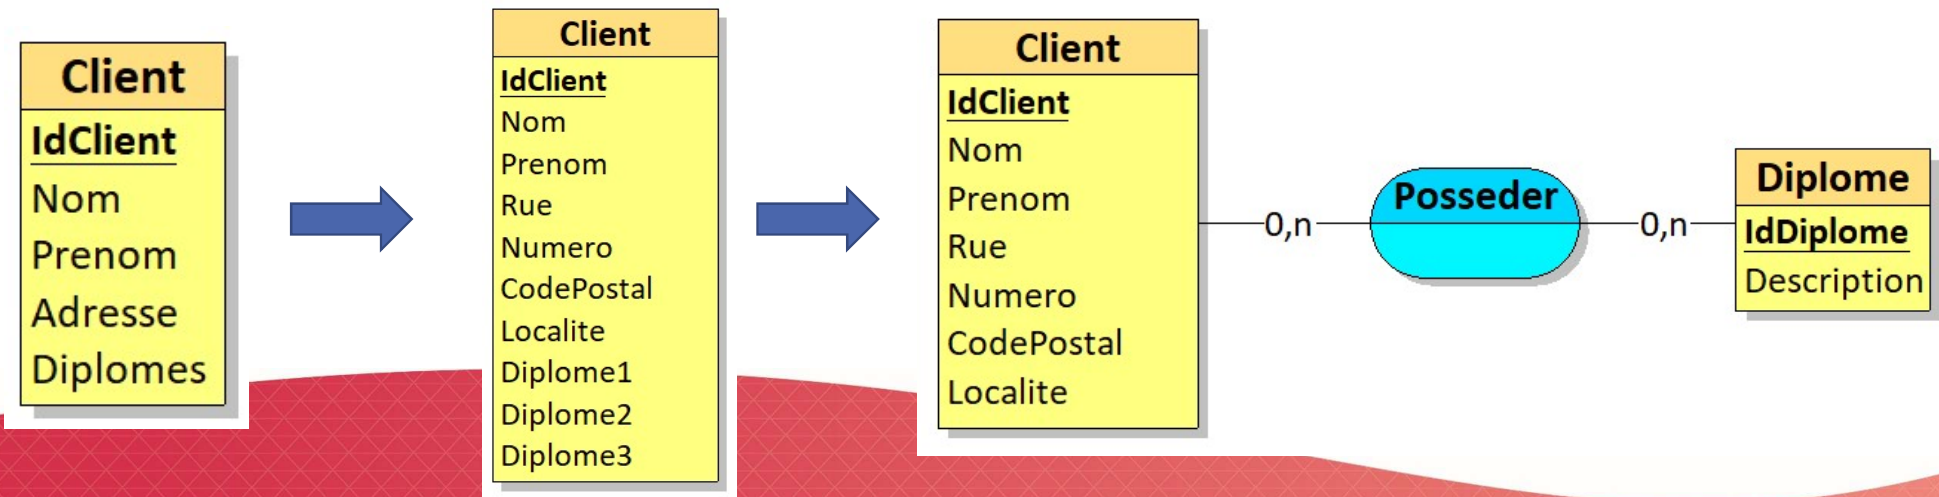 Client
IdClient
Nom
Prenom
Adresse
Diplomes
Client
IdClient
Nom
Prenom
Rue
Numero
CodePostal
Localite
Diplome1
Diplome2
Diplome3
Client
IdClient
Nom
Prenom
Rue
Numero
CodePostal
Localite
0,n
Posseder
0,n
Diplome
IdDiplome
Description